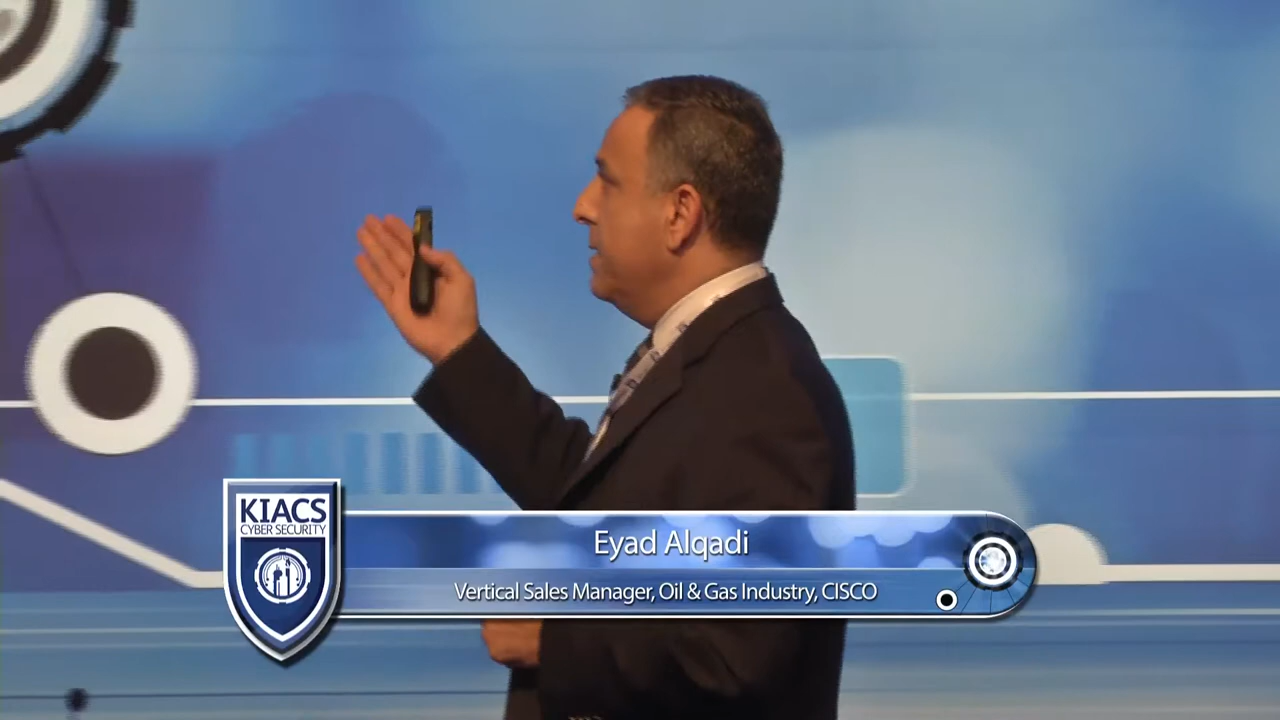 KIACS
CYBER SECURITY
Eyad Alqadi
Vertical Sales Manager, Oil & Gas Industry, CISCO